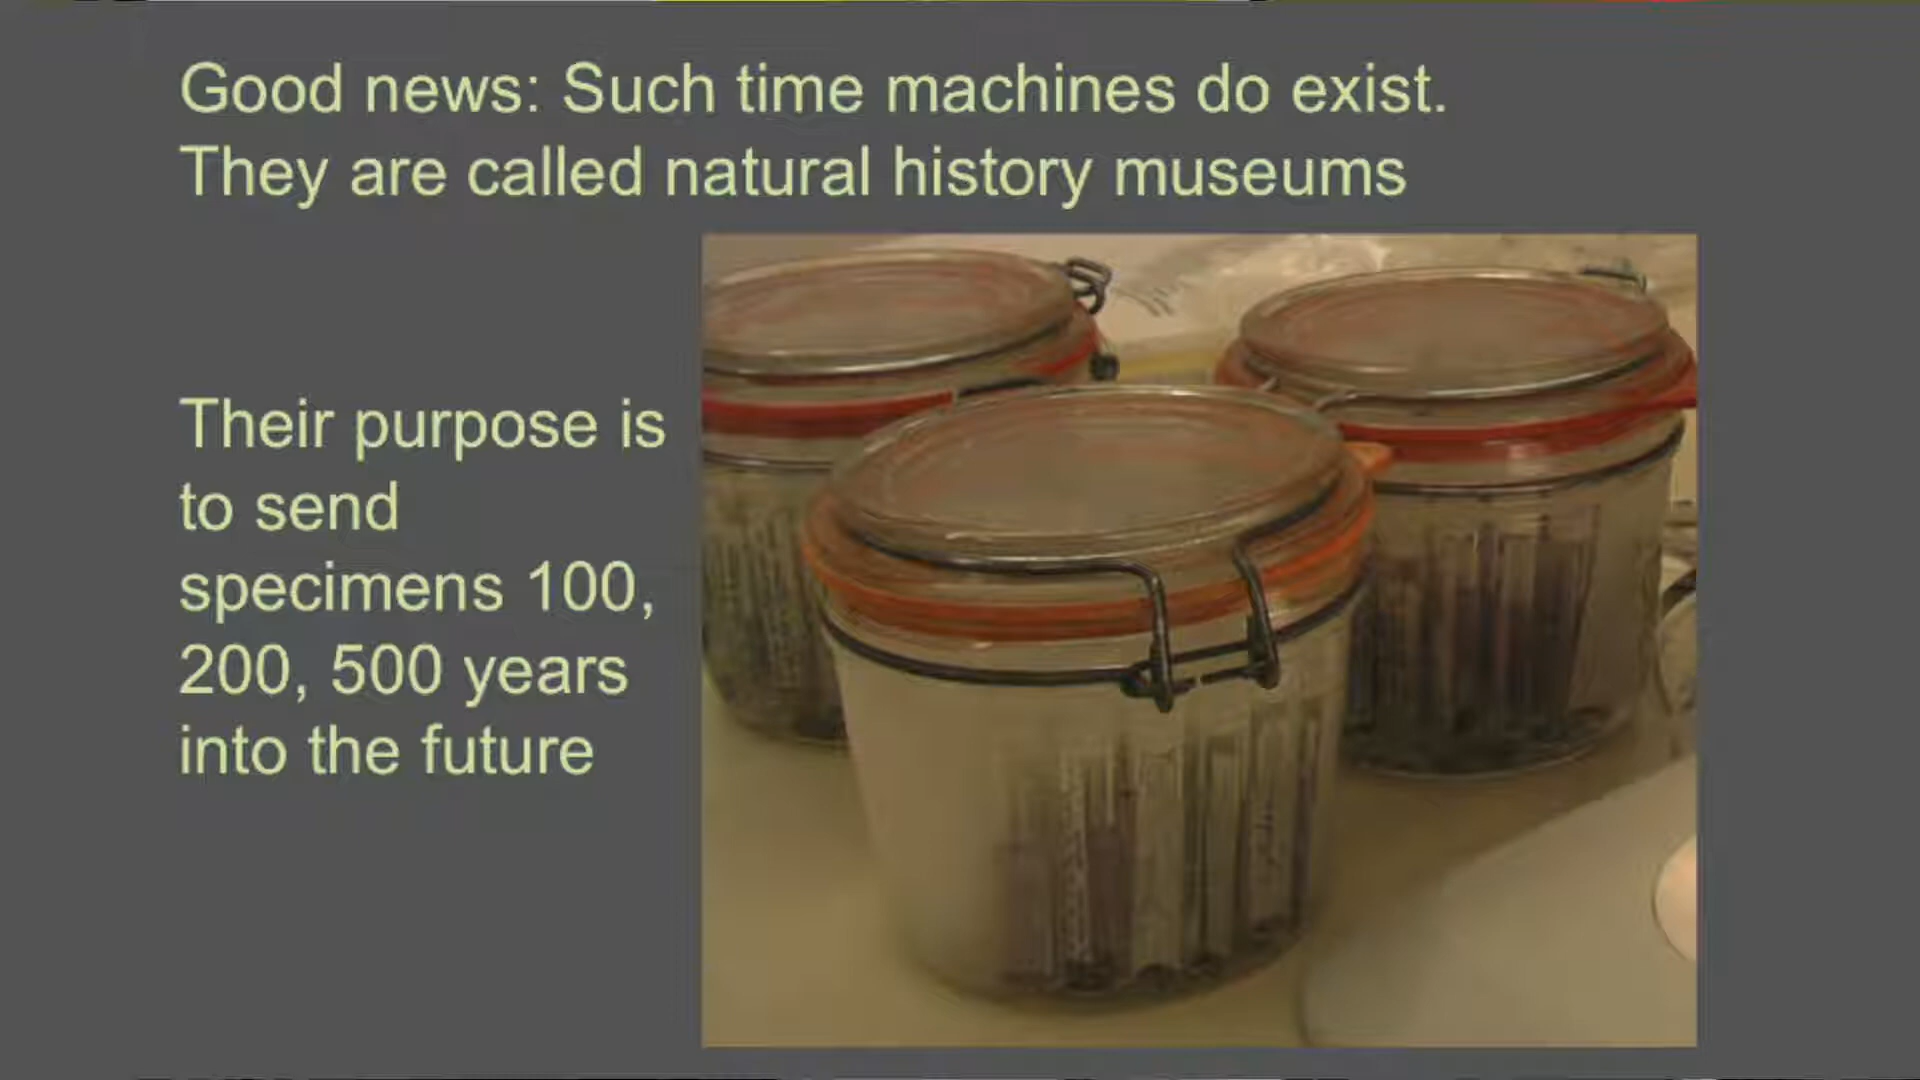 Good news: Such time machines do exist.
They are called natural history museums
Their purpose is
to send
specimens 100,
200, 500 years
into the future